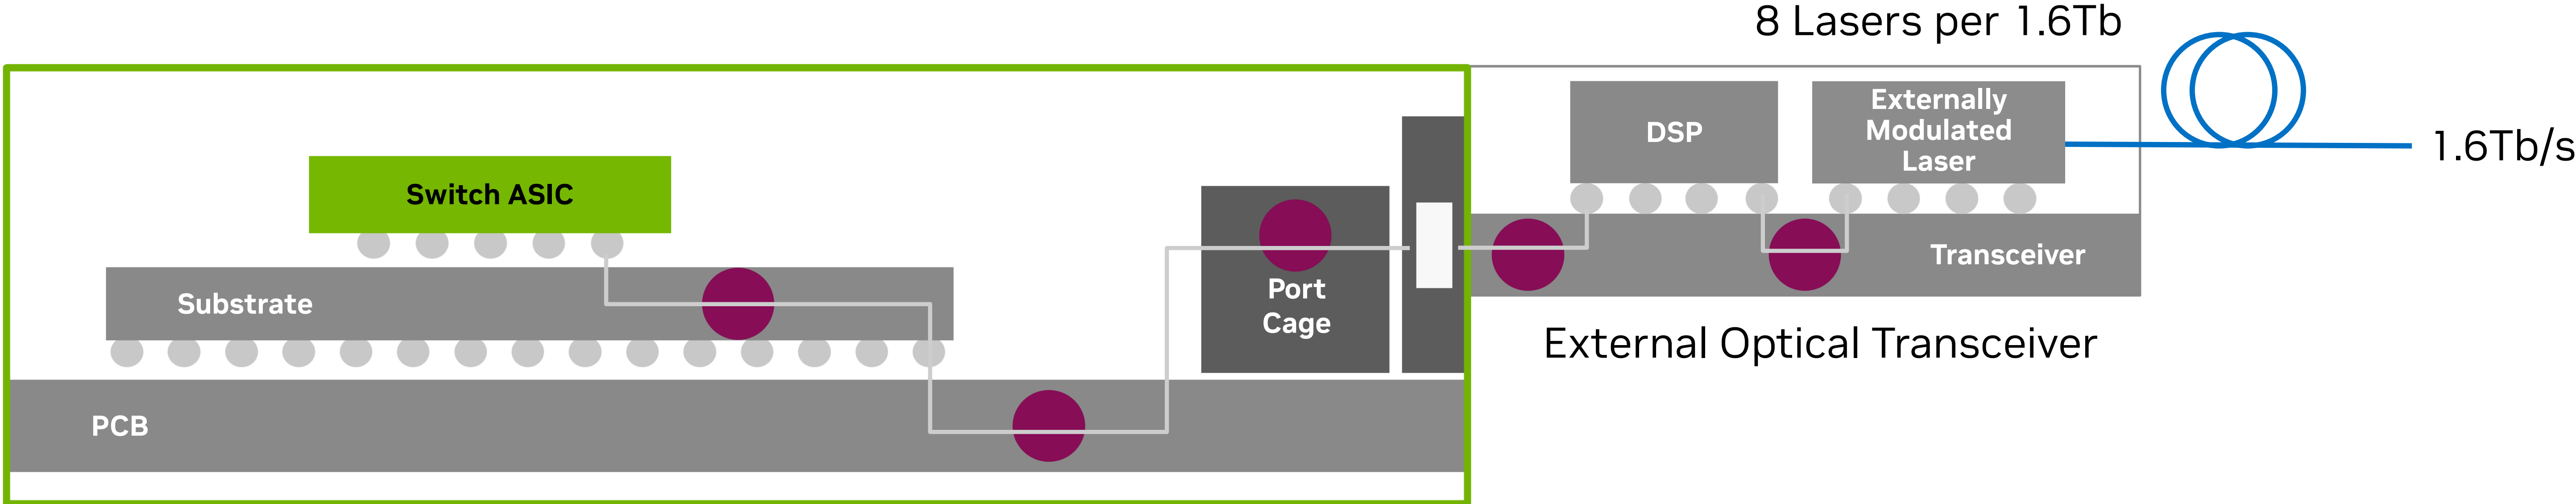 8 Lasers per 1.6Tb
Switch ASIC
Substrate
PCB
Port
Cage
DSP
Externally
Modulated
Laser
1.6Tb/s
Transceiver
External Optical Transceiver